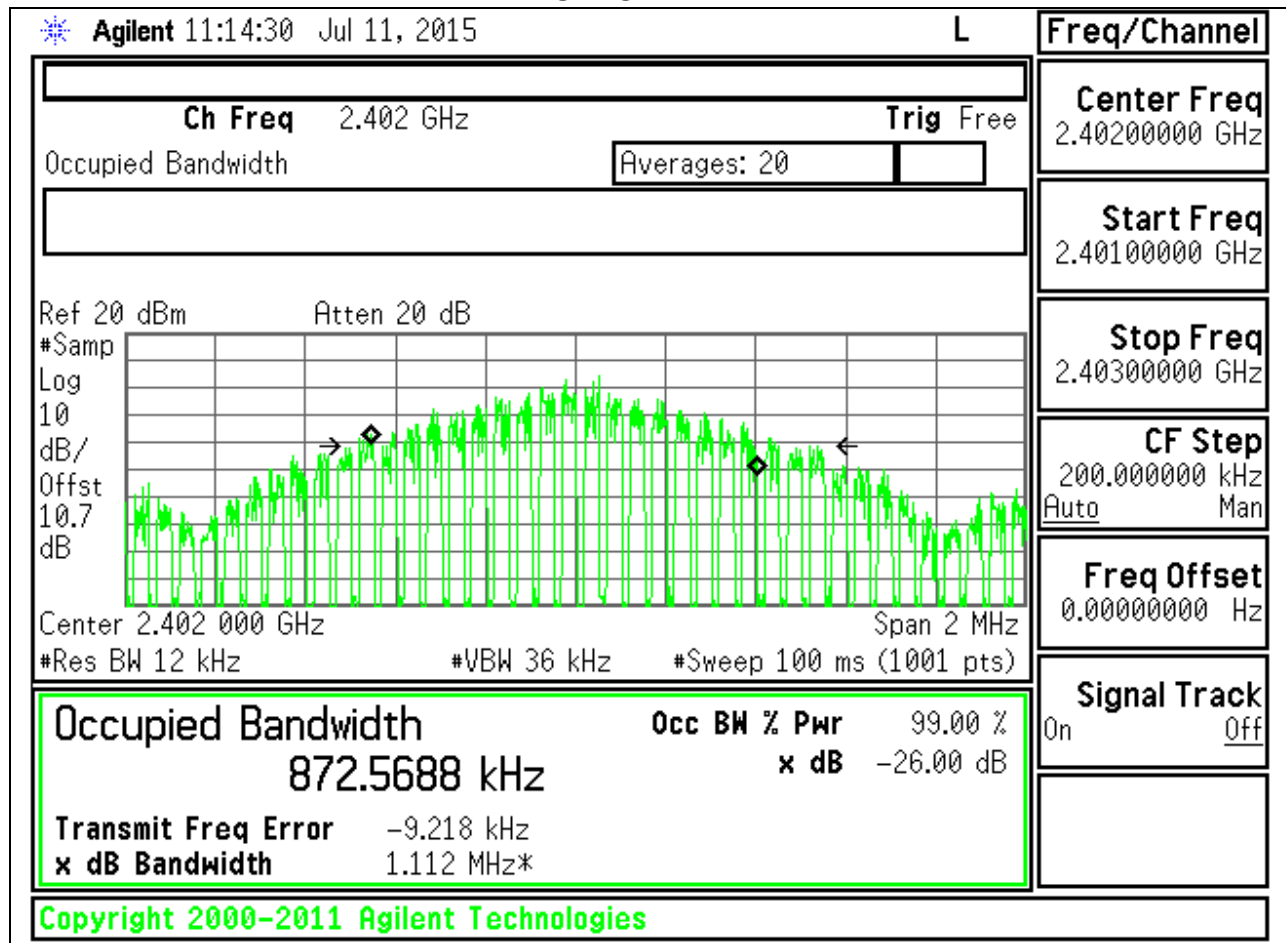 Agilent 11:14:30 Jul 11, 2015 L
Freq/Channel
Ch Freq 2.402 GHz Trig Free
Occupied Bandwidth Averages: 20
Center Freq
2.40200000 GHz
Start Freq
2.40100000 GHz
Stop Freq
2.40300000 GHz
CF Step
200.000000 kHz
Auto Man
Freq Offset
0.00000000 Hz
Signal Track
On Off
Ref 20 dBm Atten 20 dB
#Samp
Log
10
dB/
Offst
10.7
dB
Center 2.402 000 GHz Span 2 MHz
#Res BW 12 kHz #VBW 36 kHz #Sweep 100 ms (1001 pts)
Occupied Bandwidth Occ BW % Pwr 99.00 %
872.5688 kHz x dB -26.00 dB
Transmit Freq Error -9.218 kHz
x dB Bandwidth 1.112 MHz*
Copyright 2000-2011 Agilent Technologies